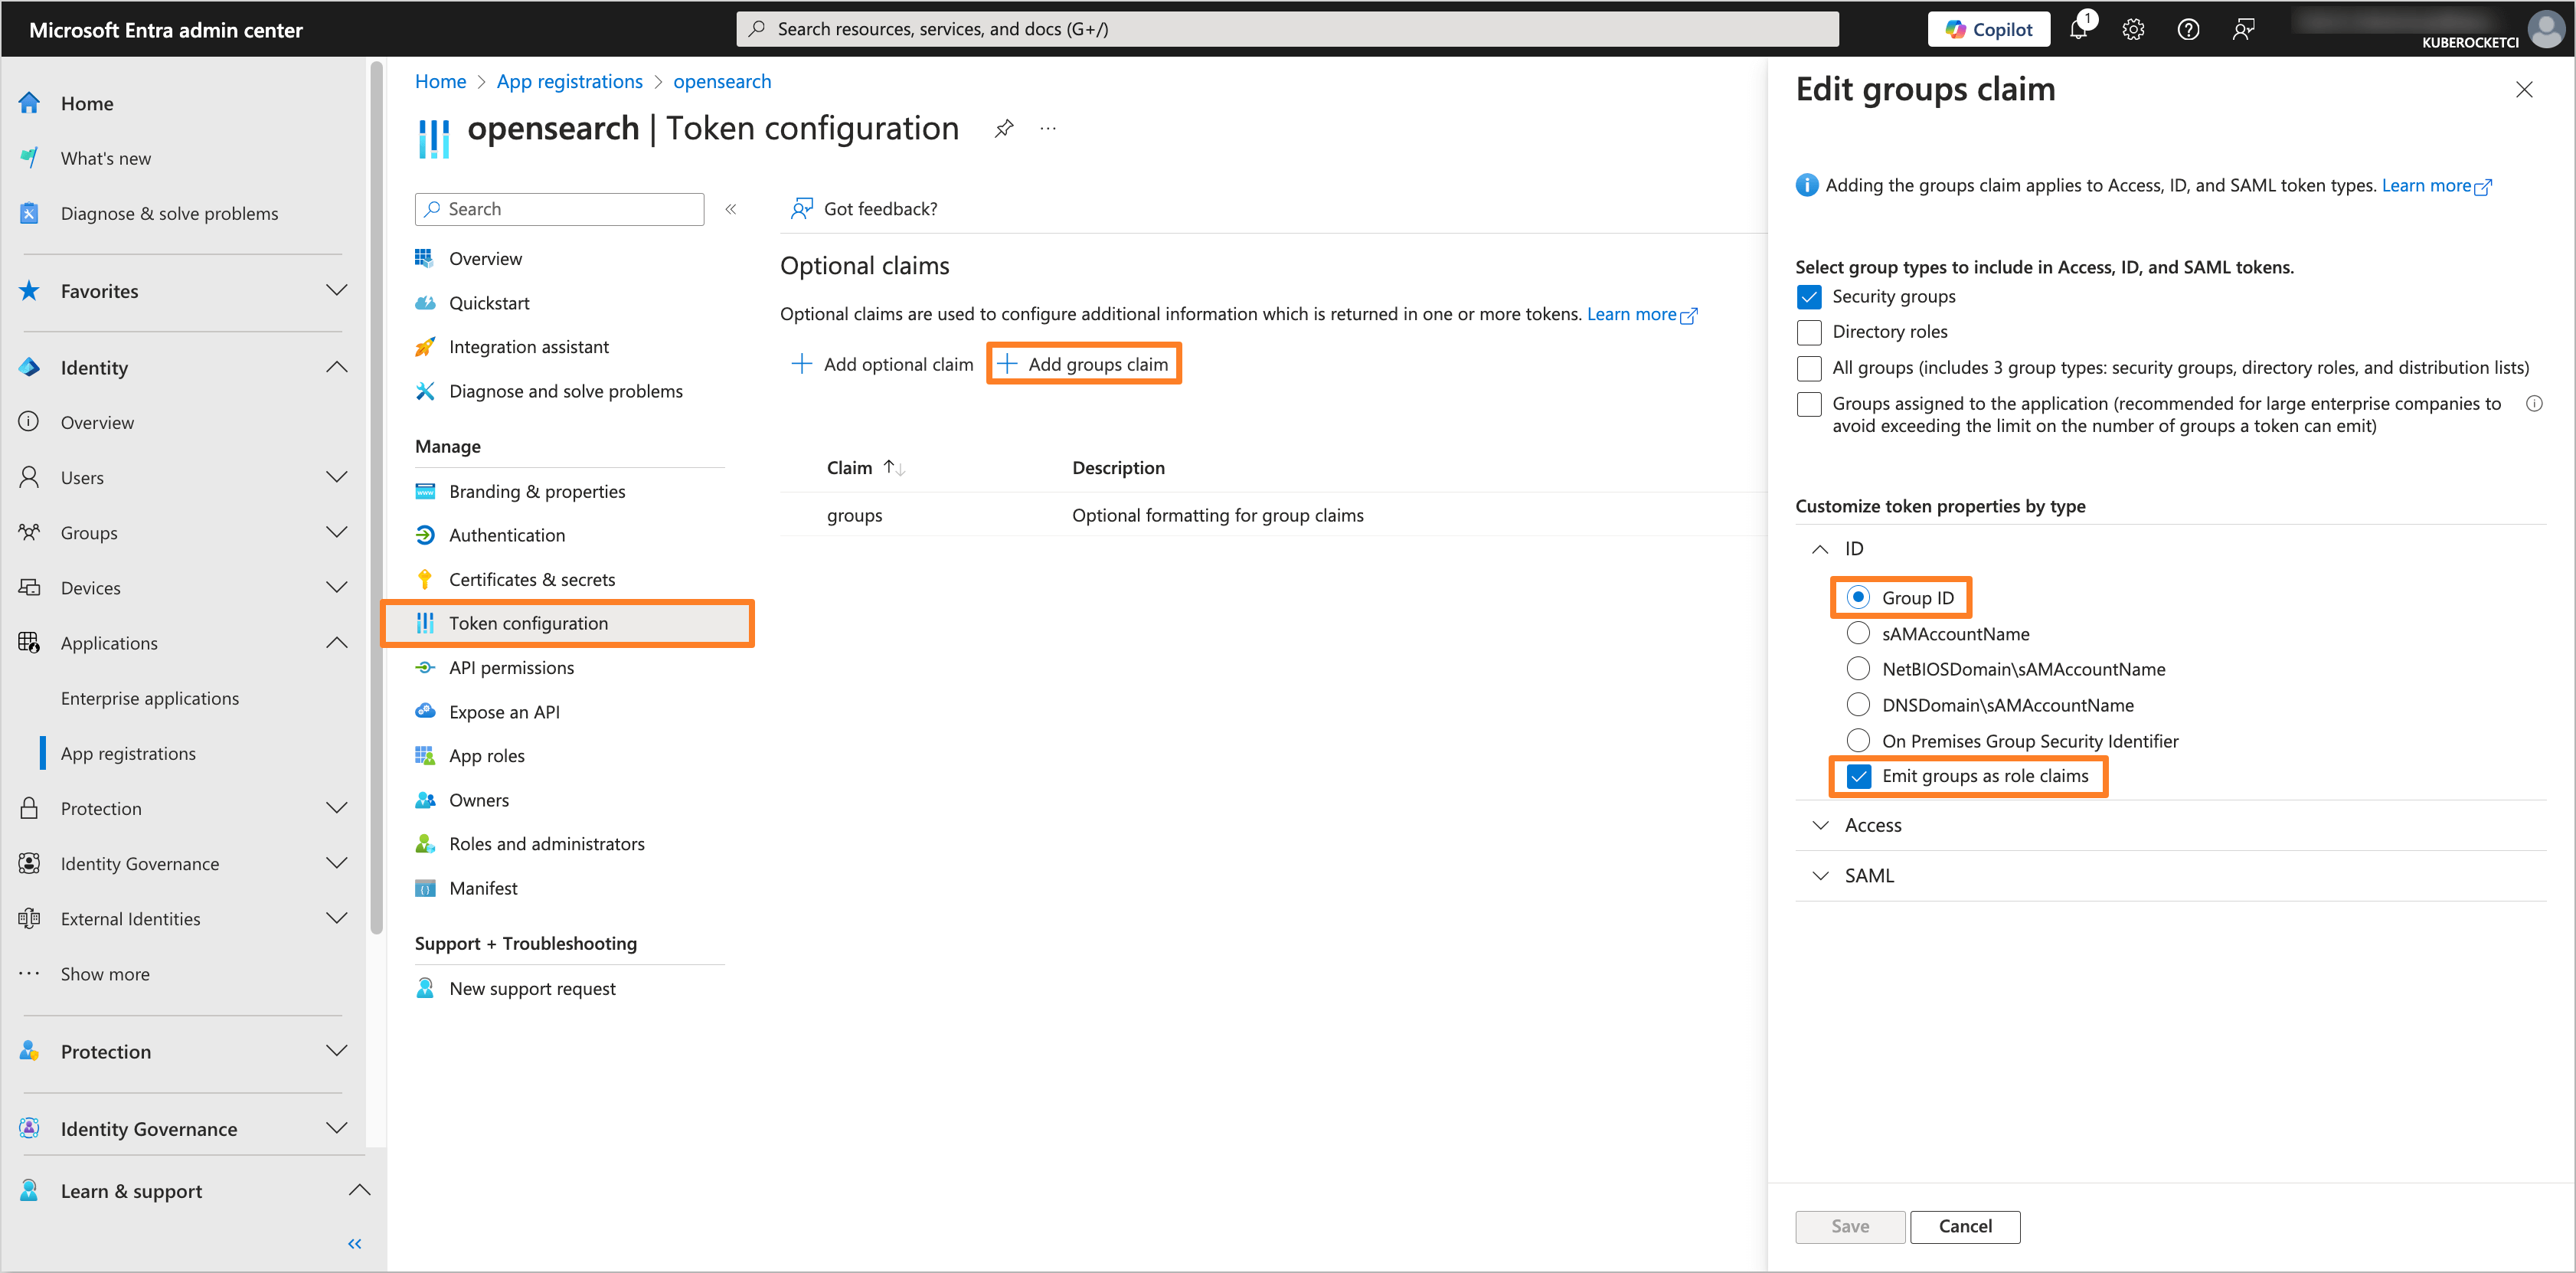 Microsoft Entra admin center
Search resources, services, and docs (G+/)
Copilot
1
KUBEROCKETCI
Home
What's new
Diagnose & solve problems
Favorites
Identity
Overview
Users
Groups
Devices
Applications
Enterprise applications
App registrations
Protection
Identity Governance
External Identities
Show more
Protection
Identity Governance
Learn & support
Home > App registrations > opensearch
opensearch | Token configuration
Search
Overview
Quickstart
Integration assistant
Diagnose and solve problems
Manage
Branding & properties
Authentication
Certificates & secrets
Token configuration
API permissions
Expose an API
App roles
Owners
Roles and administrators
Manifest
Support + Troubleshooting
New support request
Got feedback?
Optional claims
Optional claims are used to configure additional information which is returned in one or more tokens. Learn more
Add optional claim
Add groups claim
Claim Description
groups Optional formatting for group claims
Edit groups claim
Adding the groups claim applies to Access, ID, and SAML token types. Learn more
Select group types to include in Access, ID, and SAML tokens.
Security groups
Directory roles
All groups (includes 3 group types: security groups, directory roles, and distribution lists)
Groups assigned to the application (recommended for large enterprise companies to
avoid exceeding the limit on the number of groups a token can emit)
Customize token properties by type
ID
Group ID
sAMAccountName
NetBIOSDomain\sAMAccountName
DNSDomain\sAMAccountName
On Premises Group Security Identifier
Emit groups as role claims
Access
SAML
Save
Cancel